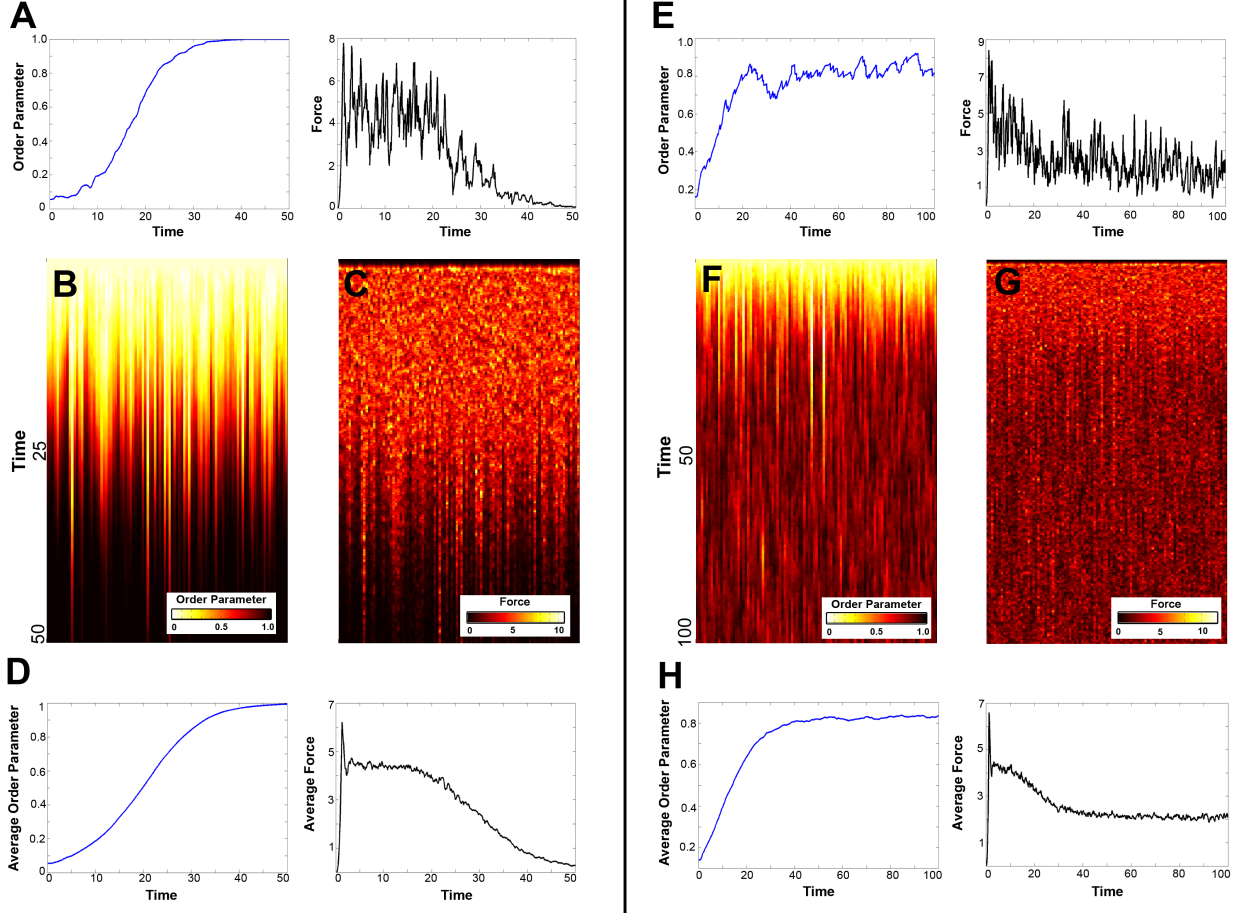 A
1.0
0.8
0.6
0.4
0.2
0
0 10 20 30 40 50
Order Parameter
Time
8
6
4
2
0
0 10 20 30 40 50
Force
Time
E
1.0
0.8
0.6
0.4
0.2
0 20 40 60 80 100
Order Parameter
Time
9
7
5
3
1
0 20 40 60 80 100
Force
Time
B
Time
25
50
Order Parameter
0 0.5 1.0
C
Force
0 5 10
F
Time
50
100
Order Parameter
0 0.5 1.0
G
Force
0 5 10
D
1
0.8
0.6
0.4
0.2
0
0 10 20 30 40 50
Average Order Parameter
Time
7
5
3
1
0 10 20 30 40 50
Average Force
Time
H
0.8
0.6
0.4
0.2
0 20 40 60 80 100
Average Order Parameter
Time
7
5
3
1
0 20 40 60 80 100
Average Force
Time